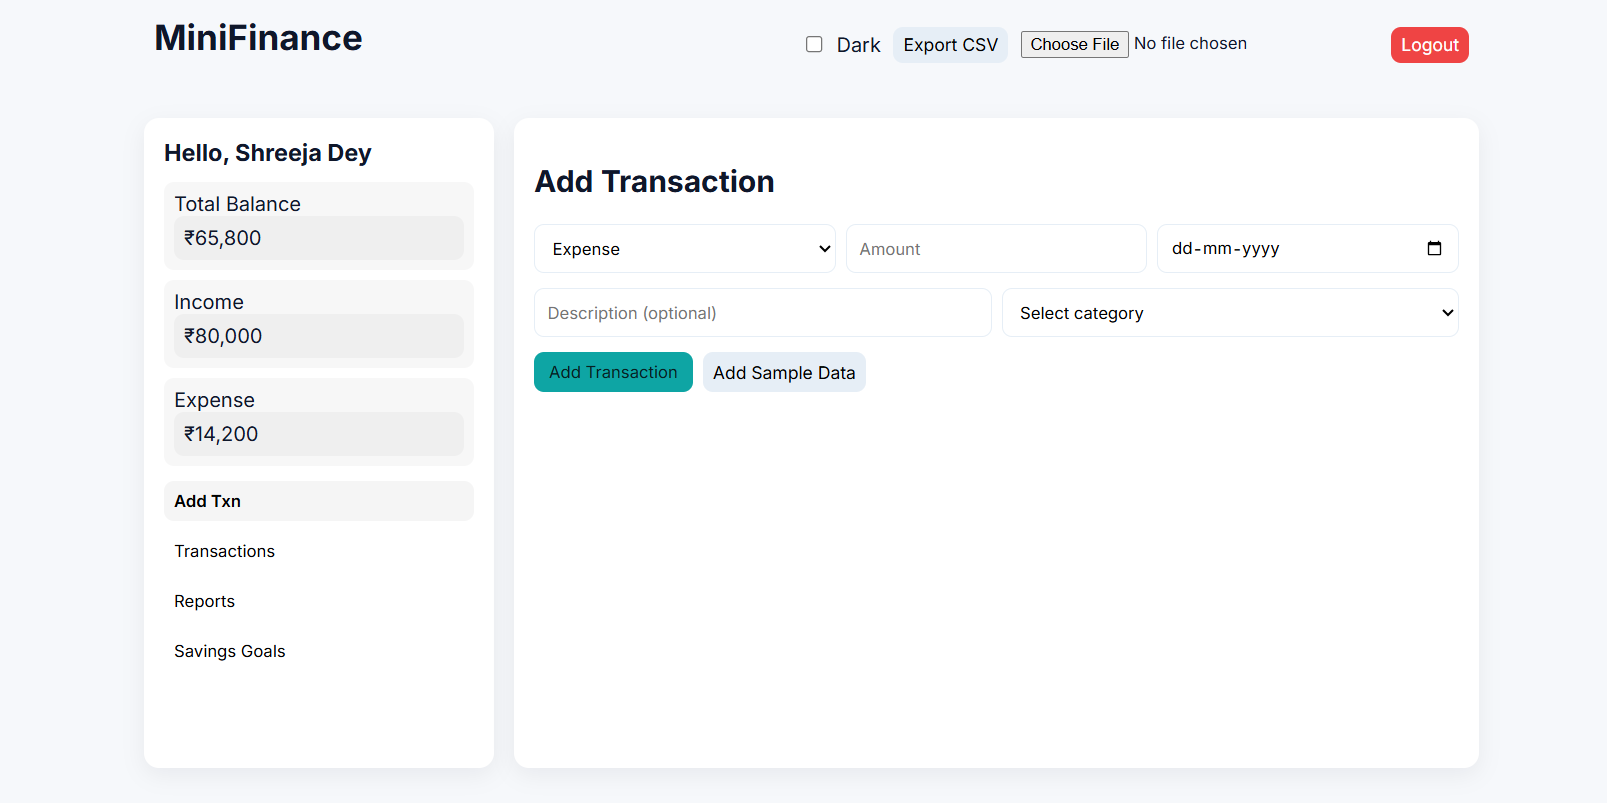 MiniFinance
Dark Export CSV Choose File No file chosen Logout
Hello, Shreeja Dey
Total Balance
₹65,800
Income
₹80,000
Expense
₹14,200
Add Txn
Transactions
Reports
Savings Goals
Add Transaction
Expense Amount dd-mm-yyyy
Description (optional) Select category
Add Transaction Add Sample Data